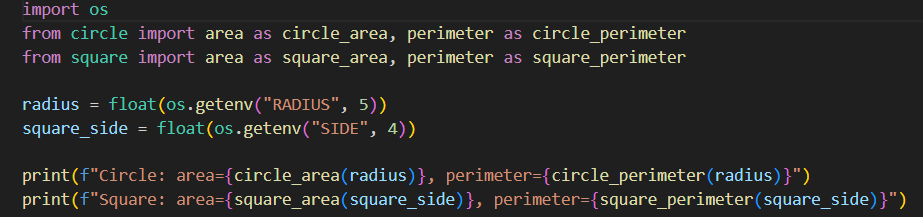 import os
from circle import area as circle_area, perimeter as circle_perimeter
from square import area as square_area, perimeter as square_perimeter
radius = float(os.getenv("RADIUS", 5))
square_side = float(os.getenv("SIDE", 4))
print(f"Circle: area={circle_area(radius)}, perimeter={circle_perimeter(radius)}")
print(f"Square: area={square_area(square_side)}, perimeter={square_perimeter(square_side)}")